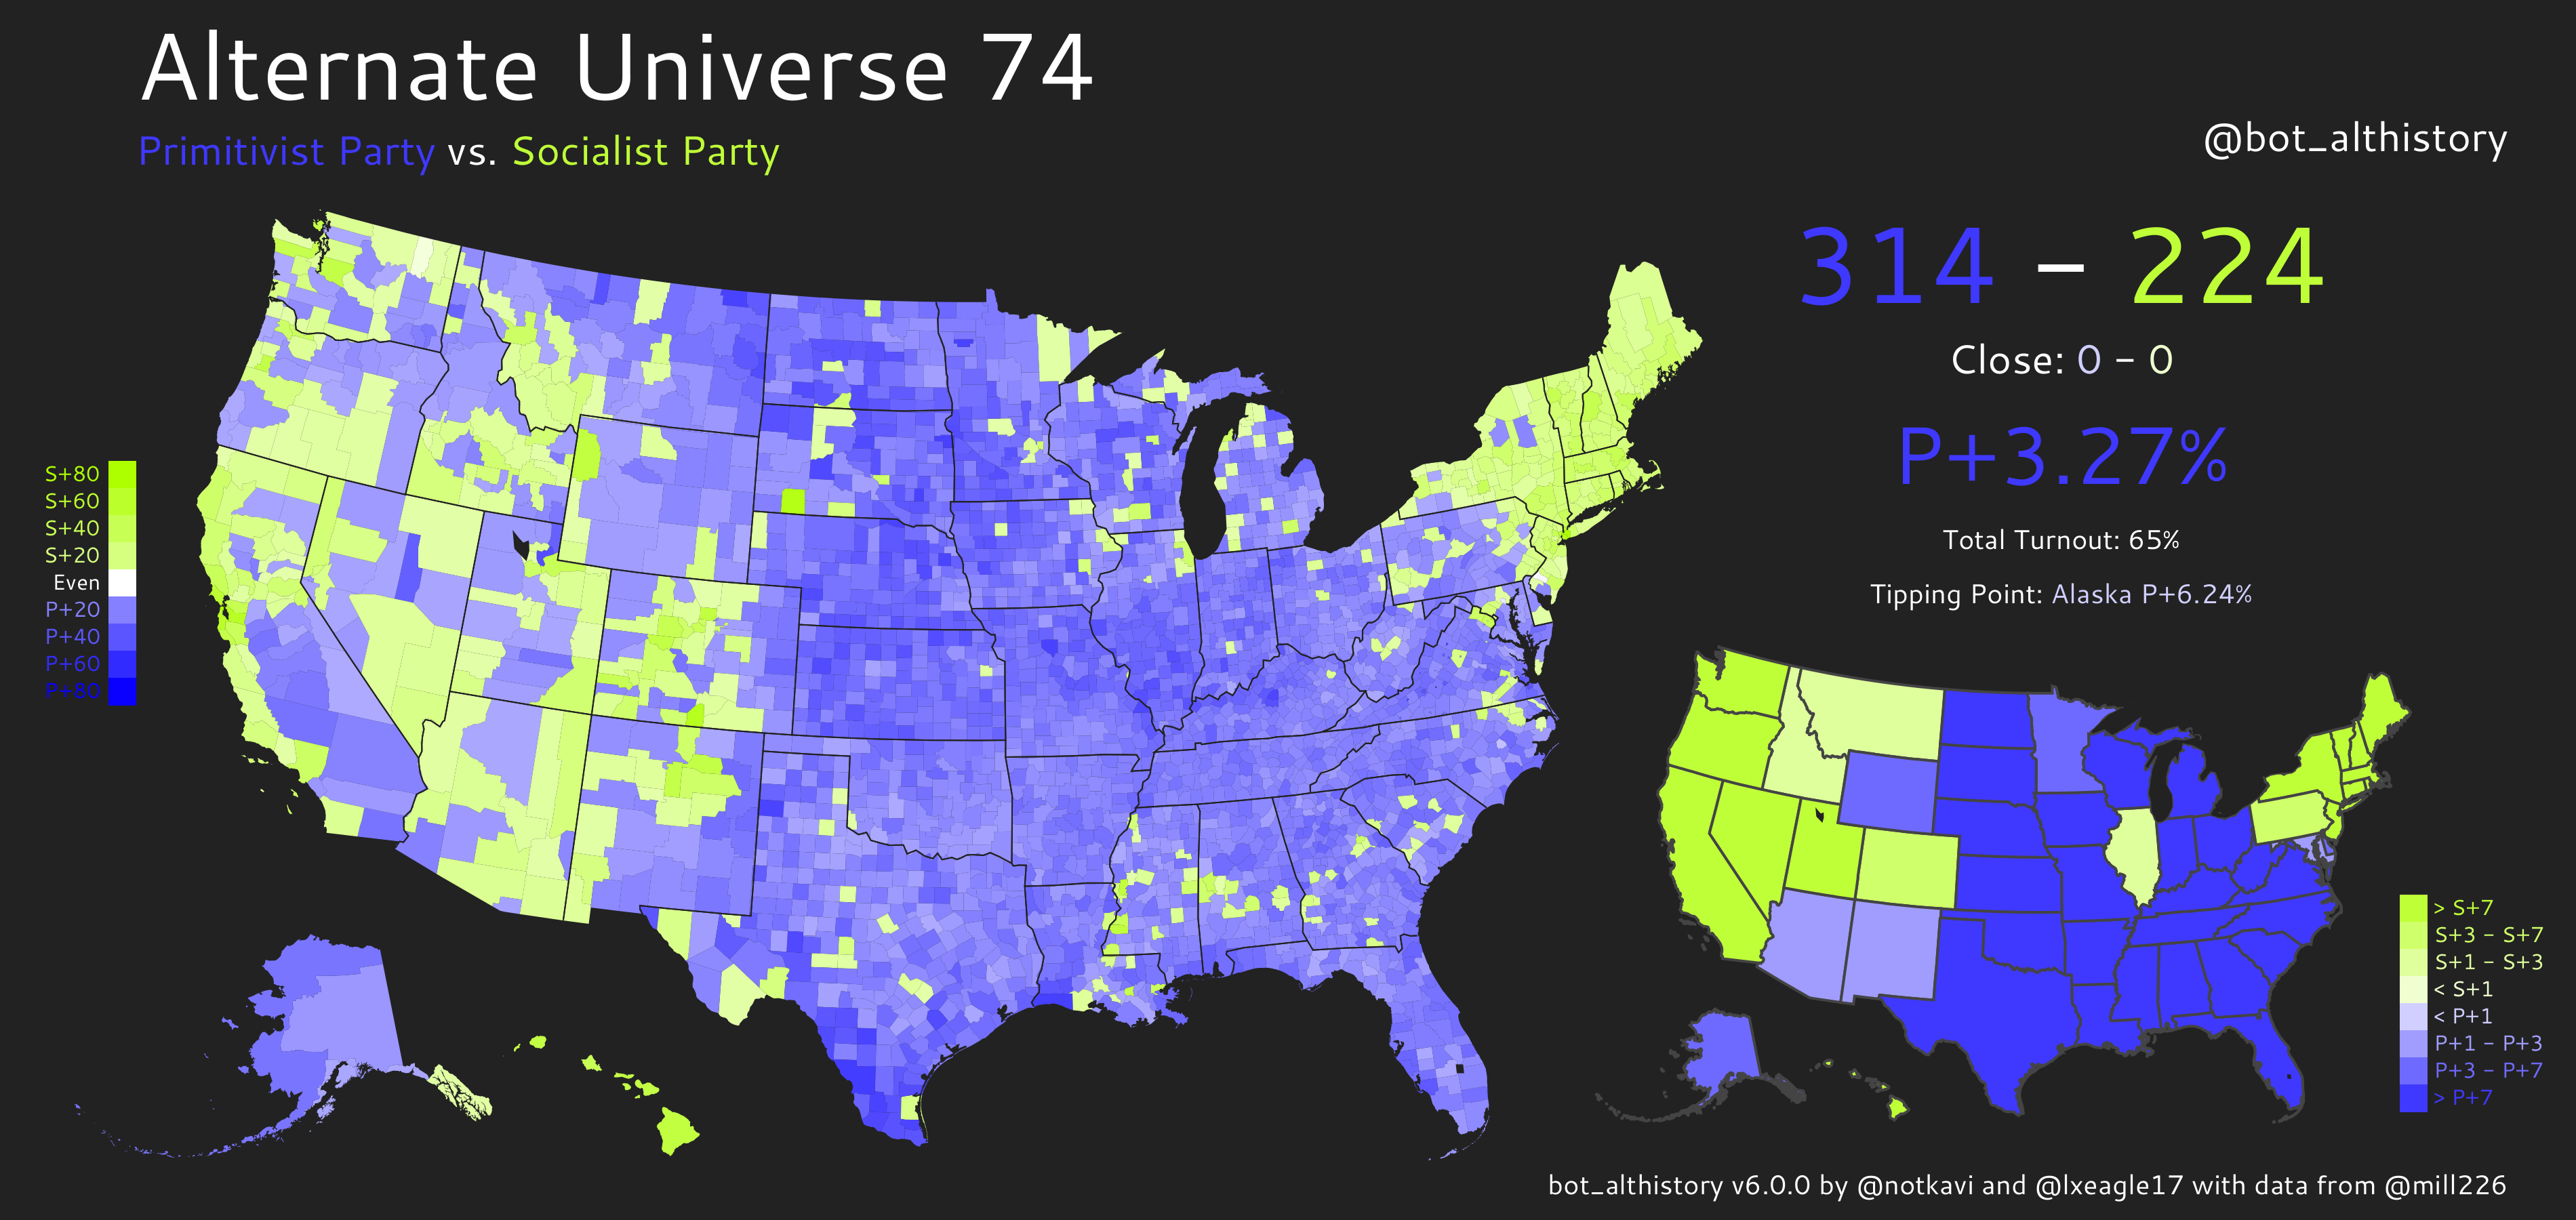 Alternate Universe 74
Primitivist Party vs. Socialist Party
@bot_althistory
314 – 224
Close: 0 - 0
P+3.27%
Total Turnout: 65%
Tipping Point: Alaska P+6.24%
S+80
S+60
S+40
S+20
Even
P+20
P+40
P+60
P+80
> S+7
S+3 - S+7
S+1 - S+3
< S+1
< P+1
P+1 - P+3
P+3 - P+7
> P+7
bot_althistory v6.0.0 by @notkavi and @lxeagle17 with data from @mill226